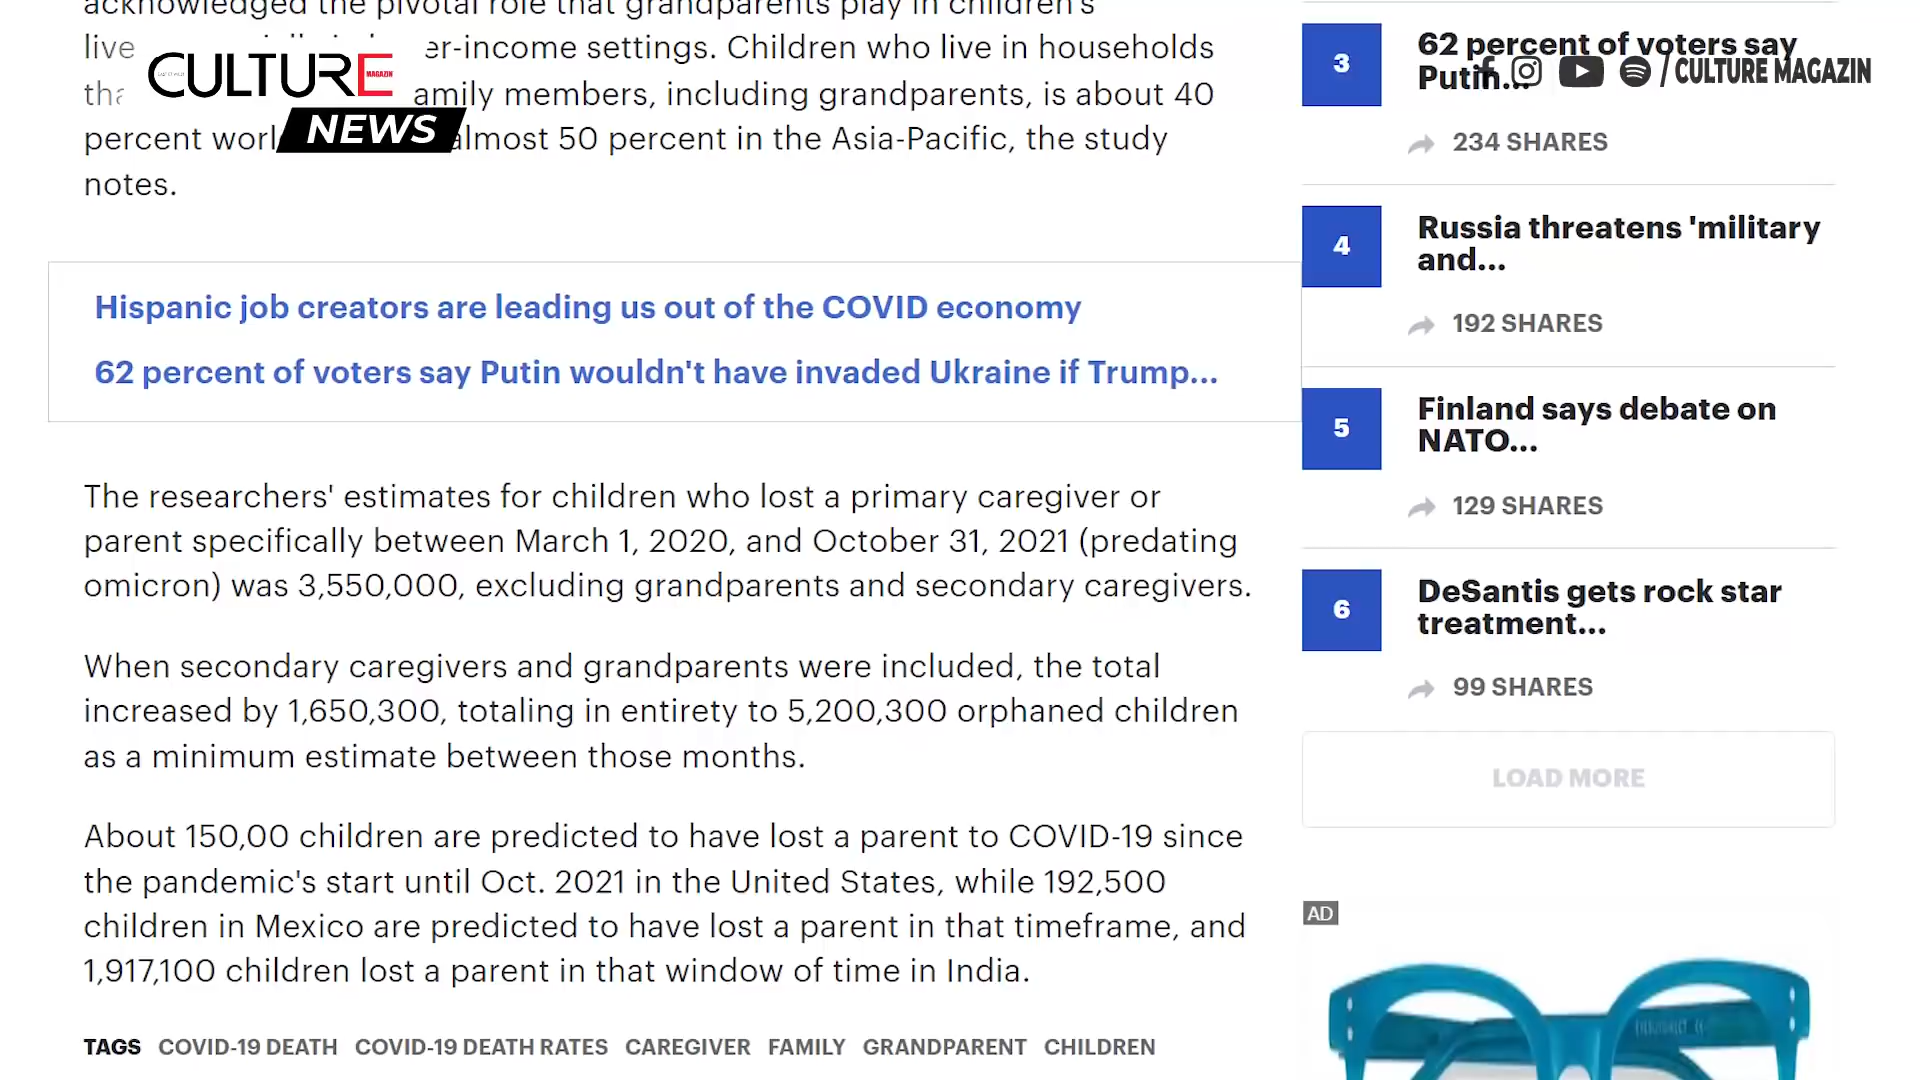 acknowledged the pivotal role that grandparents play in children's
er-income settings. Children who live in households
amily members, including grandparents, is about 40
percent worl almost 50 percent in the Asia-Pacific, the study
notes.
CULTURE
MAGAZIN
NEWS
Hispanic job creators are leading us out of the COVID economy
62 percent of voters say Putin wouldn't have invaded Ukraine if Trump...
The researchers' estimates for children who lost a primary caregiver or
parent specifically between March 1, 2020, and October 31, 2021 (predating
omicron) was 3,550,000, excluding grandparents and secondary caregivers.
When secondary caregivers and grandparents were included, the total
increased by 1,650,300, totaling in entirety to 5,200,300 orphaned children
as a minimum estimate between those months.
About 150,00 children are predicted to have lost a parent to COVID-19 since
the pandemic's start until Oct. 2021 in the United States, while 192,500
children in Mexico are predicted to have lost a parent in that timeframe, and
1,917,100 children lost a parent in that window of time in India.
TAGS COVID-19 DEATH COVID-19 DEATH RATES CAREGIVER FAMILY GRANDPARENT CHILDREN
3
62 percent of voters say
Putin...
/ CULTURE MAGAZIN
234 SHARES
4
Russia threatens 'military
and...
192 SHARES
5
Finland says debate on
NATO...
129 SHARES
6
DeSantis gets rock star
treatment...
99 SHARES
LOAD MORE
AD